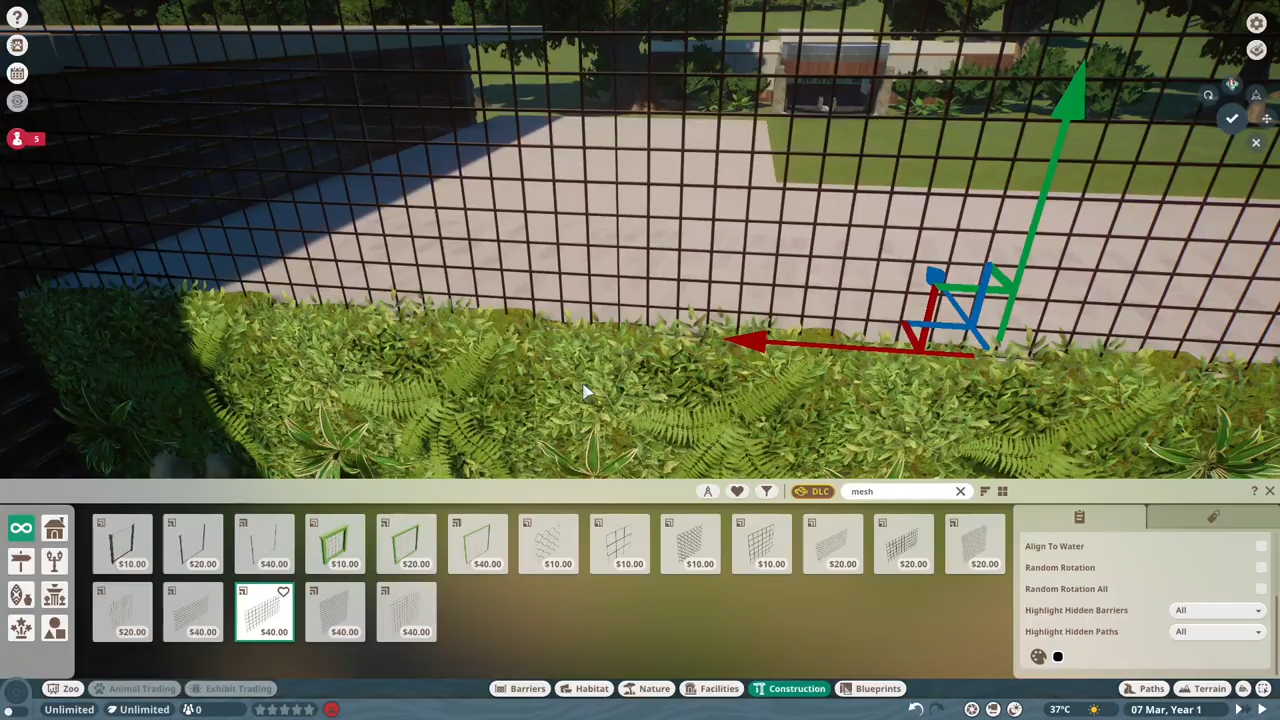 ?
5
DLC mesh
?
$10.00 $20.00 $40.00 $10.00 $20.00 $40.00 $10.00 $10.00 $10.00 $10.00 $20.00 $20.00 $20.00
$20.00 $40.00 $40.00 $40.00 $40.00
Align To Water
Random Rotation
Random Rotation All
Highlight Hidden Barriers All
Highlight Hidden Paths All
Zoo Animal Trading Exhibit Trading Barriers Habitat Nature Facilities Construction Blueprints Paths Terrain
Unlimited Unlimited 0 37°C 07 Mar, Year 1